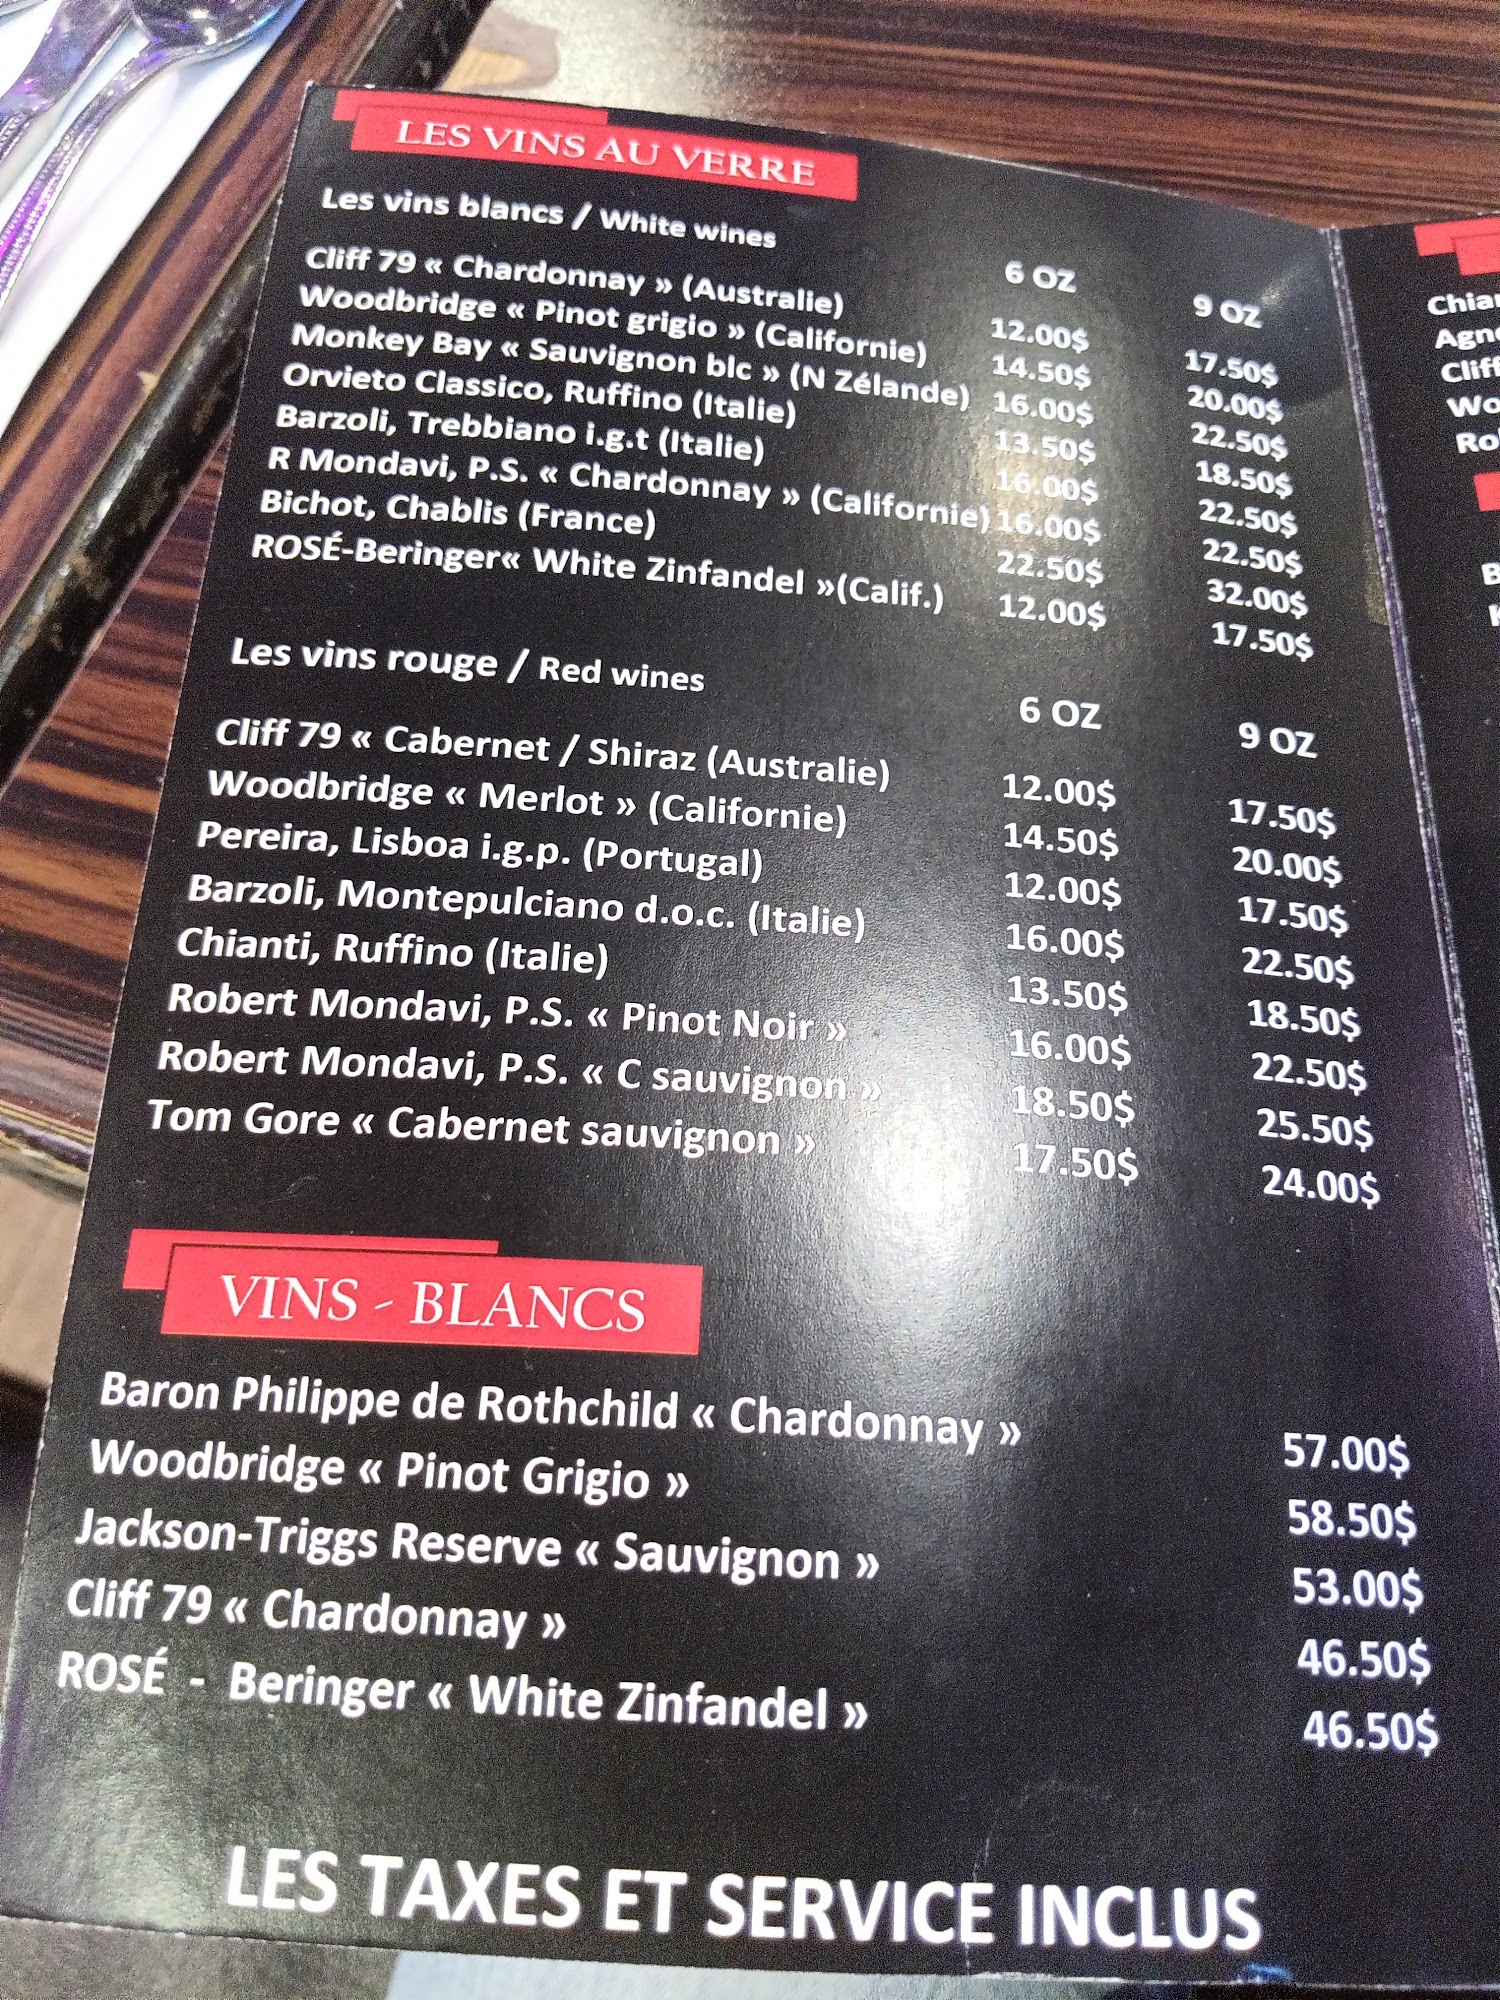 LES VINS AU VERRE
Les vins blancs / White wines 6 OZ 9 OZ
Cliff 79 « Chardonnay » (Australie) 12.00$ 17.50$
Woodbridge « Pinot grigio » (Californie) 14.50$ 20.00$
Monkey Bay « Sauvignon blc » (N Zélande) 16.00$ 22.50$
Orvieto Classico, Ruffino (Italie) 13.50$ 18.50$
Barzoli, Trebbiano i.g.t (Italie) 16.00$ 22.50$
R Mondavi, P.S. « Chardonnay » (Californie) 16.00$ 22.50$
Bichot, Chablis (France) 22.50$ 32.00$
ROSÉ-Beringer« White Zinfandel »(Calif.) 12.00$ 17.50$
Les vins rouge / Red wines 6 OZ 9 OZ
Cliff 79 « Cabernet / Shiraz (Australie) 12.00$ 17.50$
Woodbridge « Merlot » (Californie) 14.50$ 20.00$
Pereira, Lisboa i.g.p. (Portugal) 12.00$ 17.50$
Barzoli, Montepulciano d.o.c. (Italie) 16.00$ 22.50$
Chianti, Ruffino (Italie) 13.50$ 18.50$
Robert Mondavi, P.S. « Pinot Noir » 16.00$ 22.50$
Robert Mondavi, P.S. « C sauvignon » 18.50$ 25.50$
Tom Gore « Cabernet sauvignon » 17.50$ 24.00$
VINS - BLANCS
Baron Philippe de Rothchild « Chardonnay » 57.00$
Woodbridge « Pinot Grigio » 58.50$
Jackson-Triggs Reserve « Sauvignon » 53.00$
Cliff 79 « Chardonnay » 46.50$
ROSÉ - Beringer « White Zinfandel » 46.50$
LES TAXES ET SERVICE INCLUS